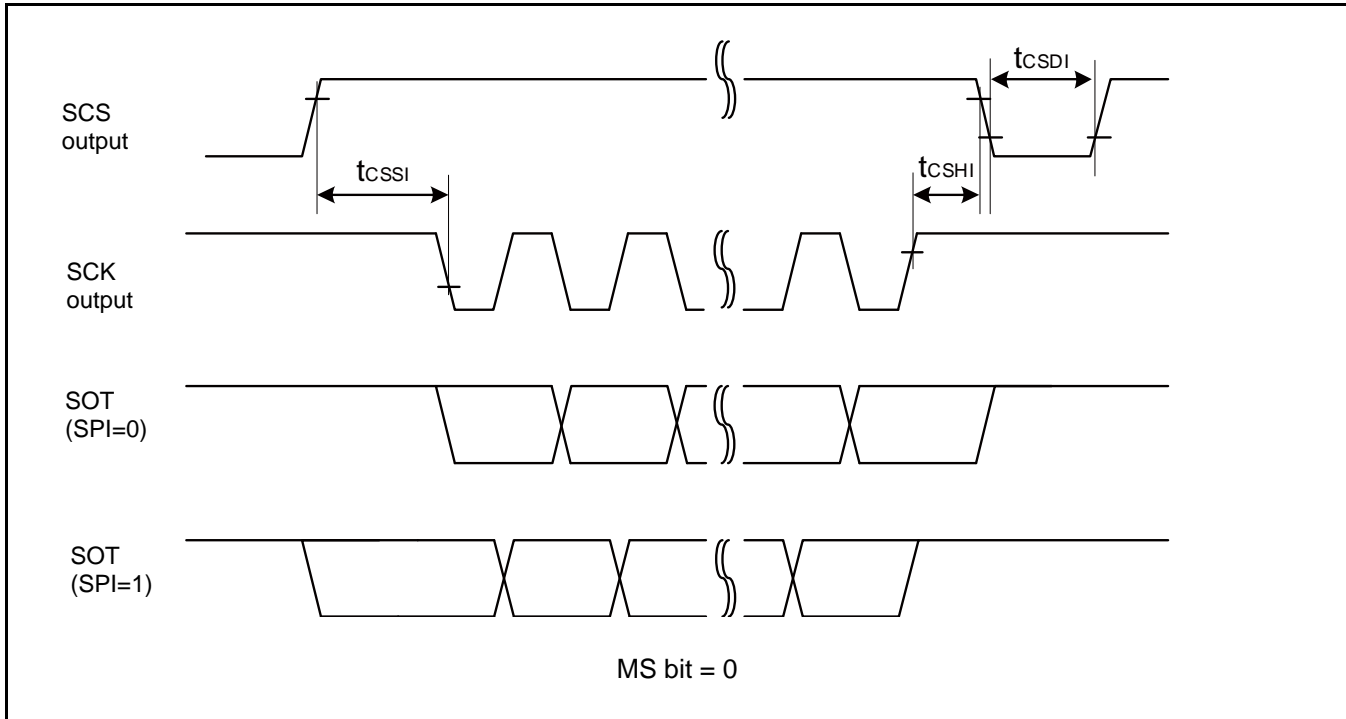 tCSDI
SCS
output
tCSSI
tCSHI
SCK
output
SOT
(SPI=0)
SOT
(SPI=1)
MS bit = 0